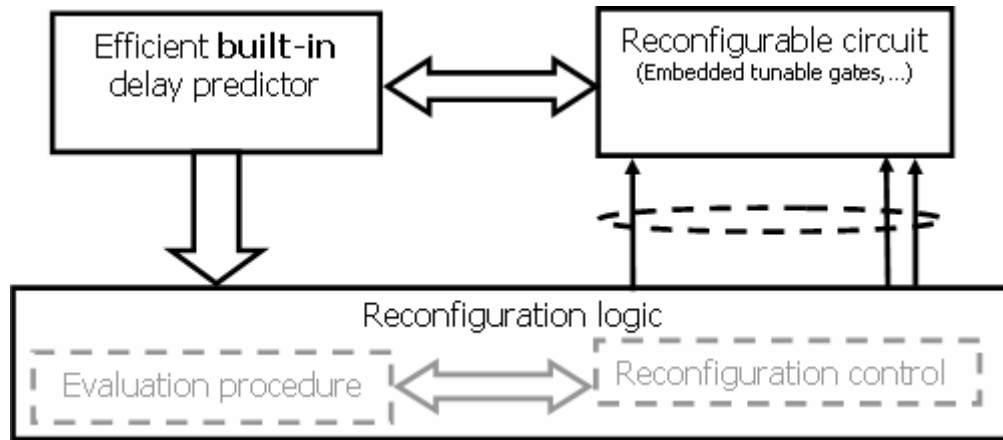 Efficient built-in
delay predictor
Reconfigurable circuit
(Embedded tunable gates,...)
Reconfiguration logic
Evaluation procedure
Reconfiguration control